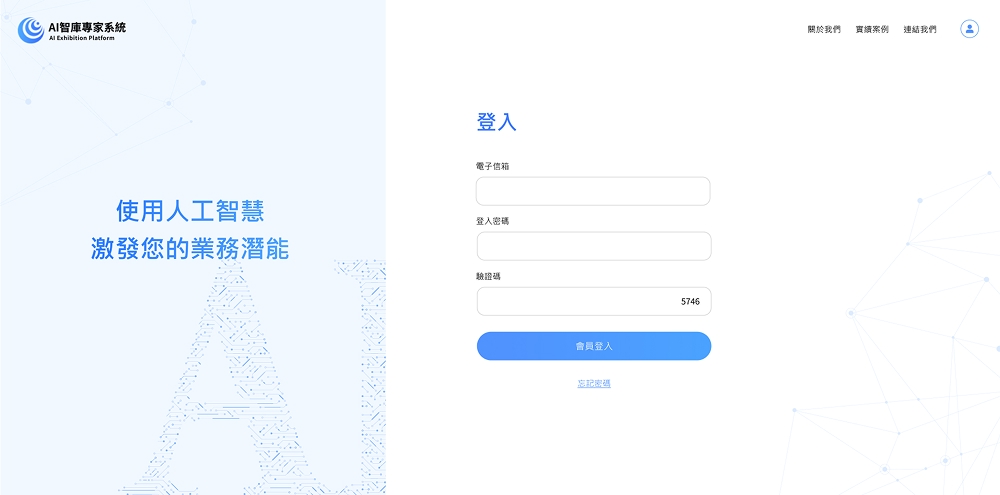 AI智庫專家系統
AI Exhibition Platform
關於我們 實績案例 連結我們
使用人工智慧
激發您的業務潛能
AI
登入
電子信箱
登入密碼
驗證碼
5746
會員登入
忘記密碼